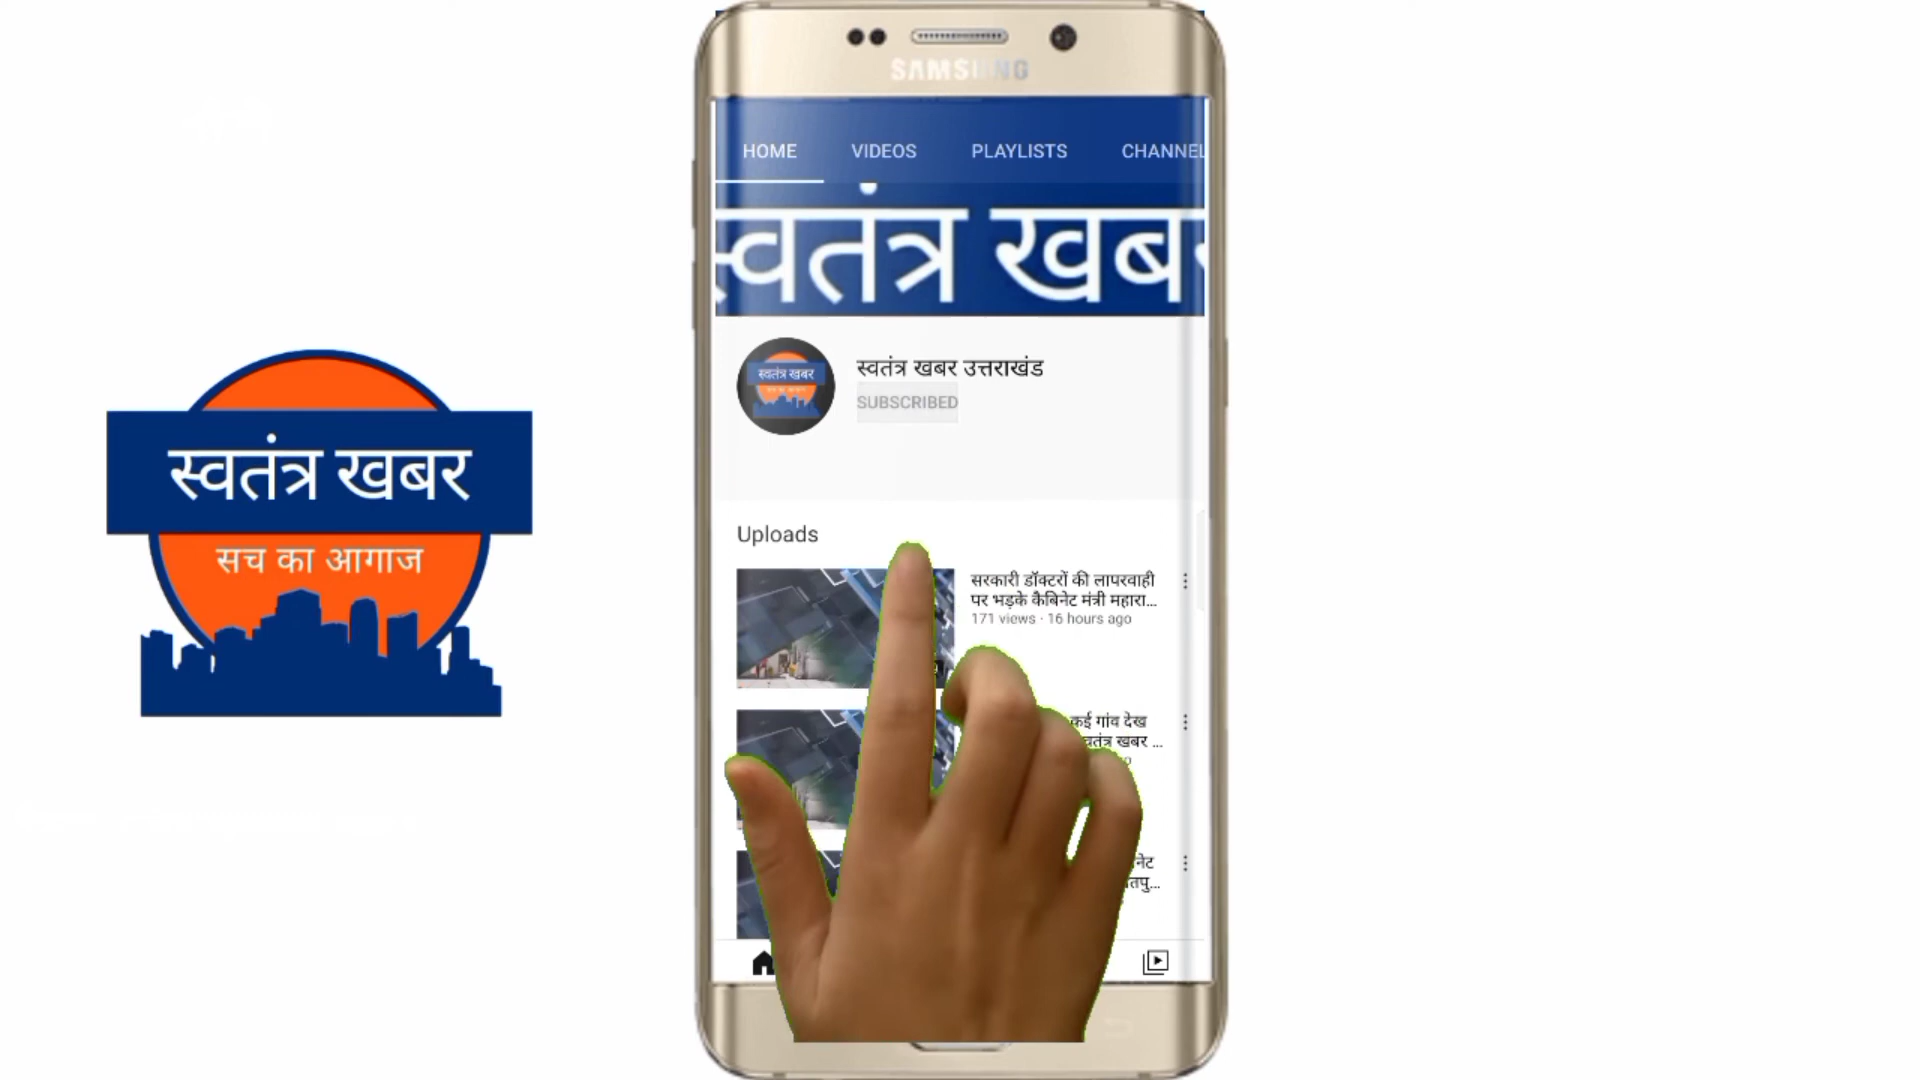 स्वतंत्र खबर
सच का आगाज
SAMSUNG
HOME VIDEOS PLAYLISTS CHANNEL
स्वतंत्र खबर
स्वतंत्र खबर
स्वतंत्र खबर उत्तराखंड
SUBSCRIBED
Uploads
सरकारी डॉक्टरों की लापरवाही
पर भड़के कैबिनेट मंत्री महारा...
171 views · 16 hours ago
कई गांव देख
खबर ...